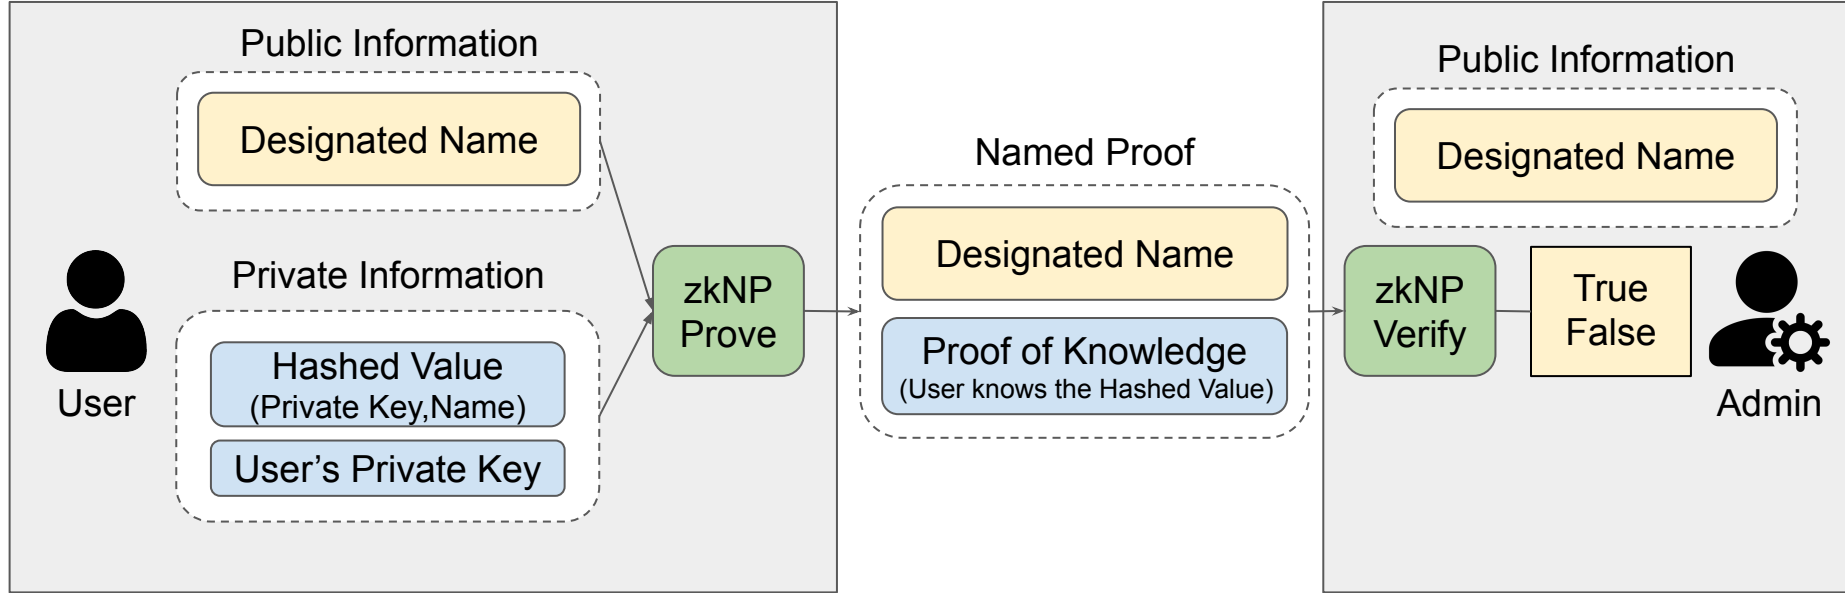 Public Information
Designated Name
User
Private Information
Hashed Value
(Private Key,Name)
User's Private Key
zkNP
Prove
Named Proof
Designated Name
Proof of Knowledge
(User knows the Hashed Value)
Public Information
Designated Name
zkNP
Verify
True
False
Admin